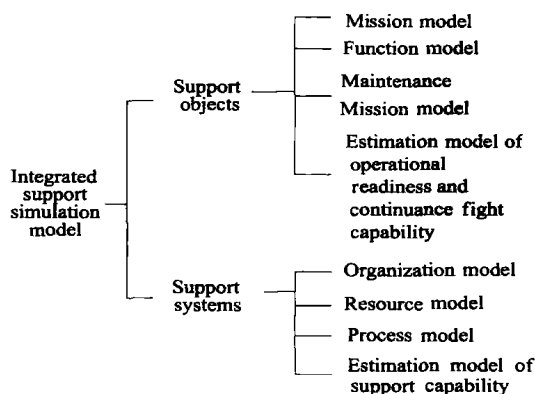 Integrated
support
simulation
model
Support
objects
Mission model
Function model
Maintenance
Mission model
Estimation model of
operational
readiness and
continuance fight
capability
Support
systems
Organization model
Resource model
Process model
Estimation model of
support capability